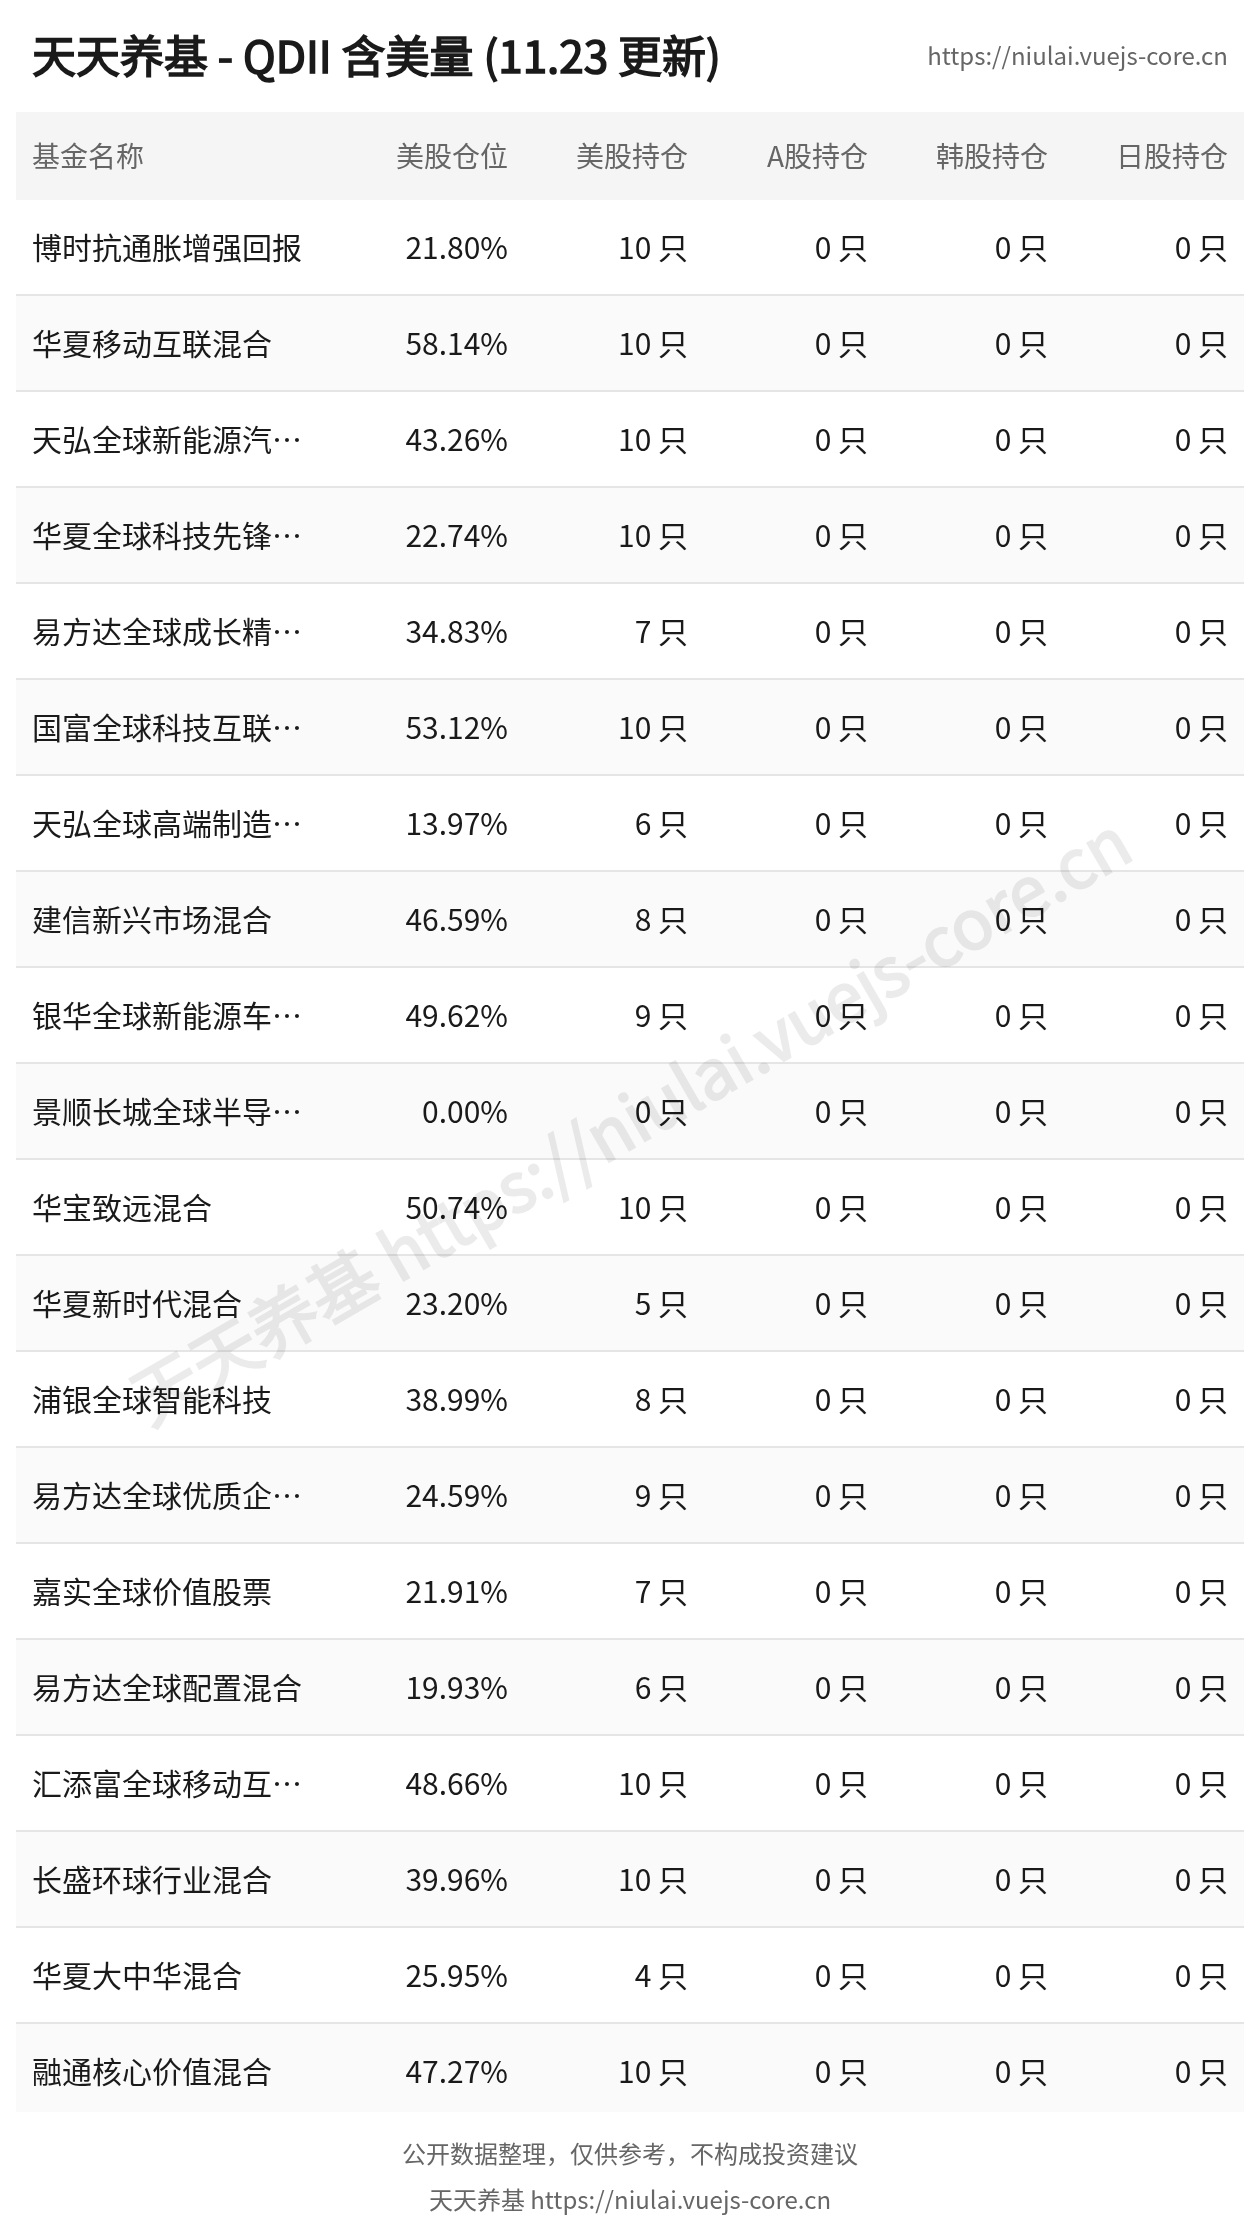 天天养基 - QDII 含美量 (11.23 更新) https://niulai.vuejs-core.cn
基金名称 美股仓位 美股持仓 A股持仓 韩股持仓 日股持仓
博时抗通胀增强回报 21.80% 10 只 0 只 0 只 0 只
华夏移动互联混合 58.14% 10 只 0 只 0 只 0 只
天弘全球新能源汽… 43.26% 10 只 0 只 0 只 0 只
华夏全球科技先锋… 22.74% 10 只 0 只 0 只 0 只
易方达全球成长精… 34.83% 7 只 0 只 0 只 0 只
国富全球科技互联… 53.12% 10 只 0 只 0 只 0 只
天弘全球高端制造… 13.97% 6 只 0 只 0 只 0 只
建信新兴市场混合 46.59% 8 只 0 只 0 只 0 只
银华全球新能源车… 49.62% 9 只 0 只 0 只 0 只
景顺长城全球半导… 0.00% 0 只 0 只 0 只 0 只
华宝致远混合 50.74% 10 只 0 只 0 只 0 只
华夏新时代混合 23.20% 5 只 0 只 0 只 0 只
浦银全球智能科技 38.99% 8 只 0 只 0 只 0 只
易方达全球优质企… 24.59% 9 只 0 只 0 只 0 只
嘉实全球价值股票 21.91% 7 只 0 只 0 只 0 只
易方达全球配置混合 19.93% 6 只 0 只 0 只 0 只
汇添富全球移动互… 48.66% 10 只 0 只 0 只 0 只
长盛环球行业混合 39.96% 10 只 0 只 0 只 0 只
华夏大中华混合 25.95% 4 只 0 只 0 只 0 只
融通核心价值混合 47.27% 10 只 0 只 0 只 0 只
天天养基 https://niulai.vuejs-core.cn
公开数据整理，仅供参考，不构成投资建议
天天养基 https://niulai.vuejs-core.cn